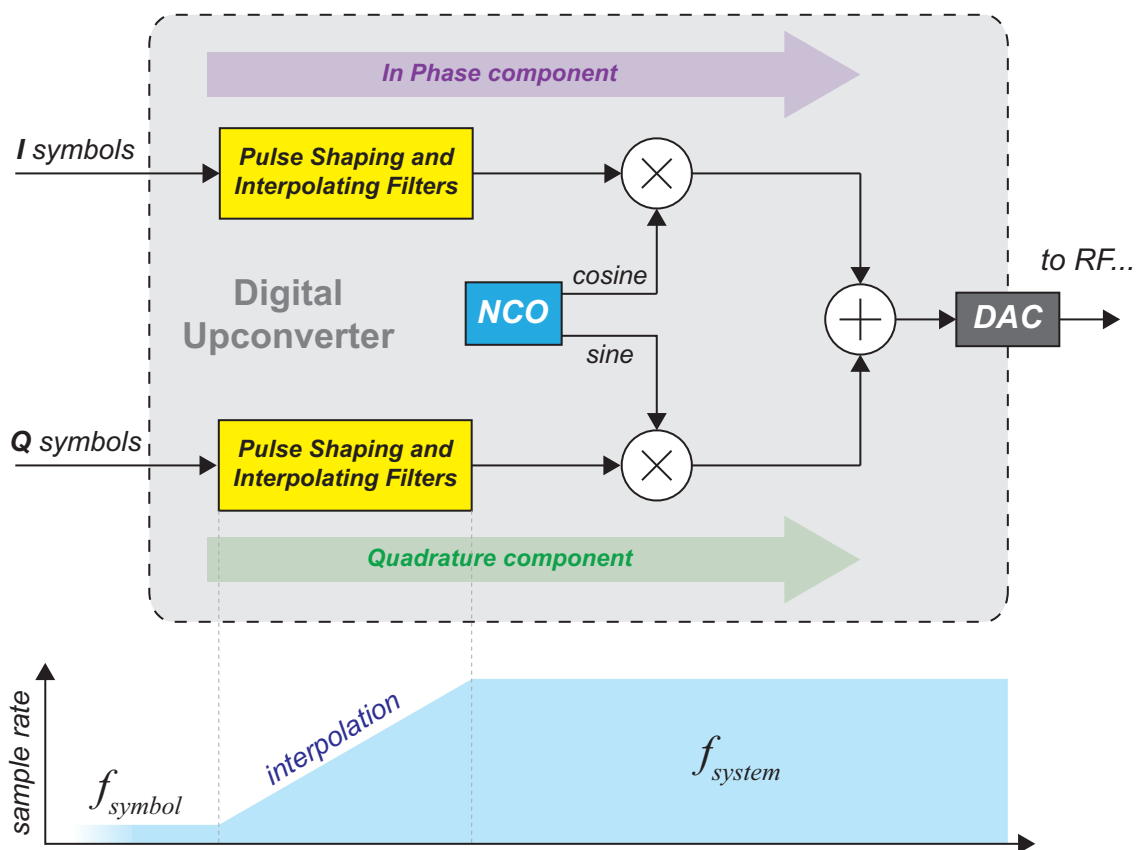 In Phase component
I symbols
Pulse Shaping and
Interpolating Filters
cosine
to RF...
Digital
Upconverter
NCO
DAC
sine
Q symbols
Pulse Shaping and
Interpolating Filters
Quadrature component
sample rate
interpolation
f_symbol
f_system